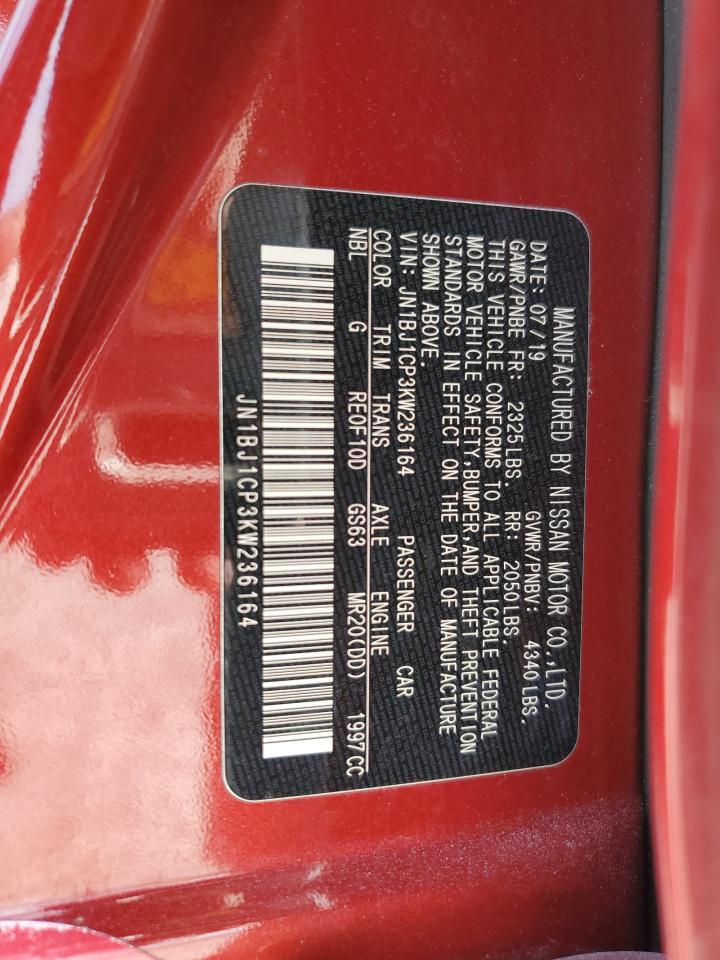 MANUFACTURED BY NISSAN MOTOR CO.,LTD.
DATE: 07/19 GVWR/PNBV: 4340 LBS.
GAWR/PNBE FR: 2325 LBS. RR: 2050 LBS.
THIS VEHICLE CONFORMS TO ALL APPLICABLE FEDERAL
MOTOR VEHICLE SAFETY,BUMPER,AND THEFT PREVENTION
STANDARDS IN EFFECT ON THE DATE OF MANUFACTURE
SHOWN ABOVE.
VIN: JN1BJ1CP3KW236164 PASSENGER CAR
COLOR TRIM TRANS AXLE ENGINE
NBL G RE0F10D GS63 MR20(DD) 1997CC
JN1BJ1CP3KW236164